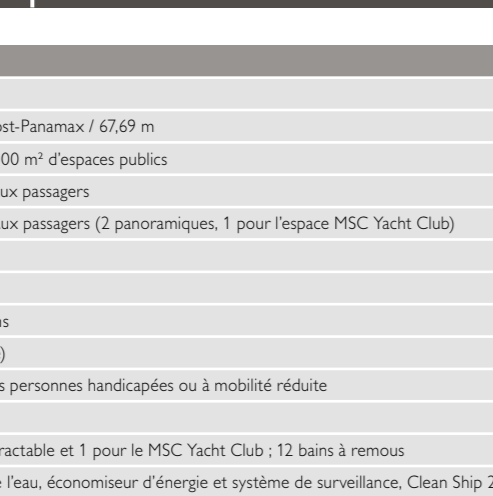 ost-Panamax / 67,69 m
00 m² d'espaces publics
ux passagers
ux passagers (2 panoramiques, 1 pour l'espace MSC Yacht Club)
s
)
s personnes handicapées ou à mobilité réduite
ractable et 1 pour le MSC Yacht Club ; 12 bains à remous
e l'eau, économiseur d'énergie et système de surveillance, Clean Ship 2